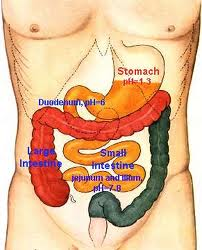 Stomach
pH=1.3
Duodenum, pH=6
Large
Intestine
Small
Intestine
jejunum and ilium,
pH=7.8